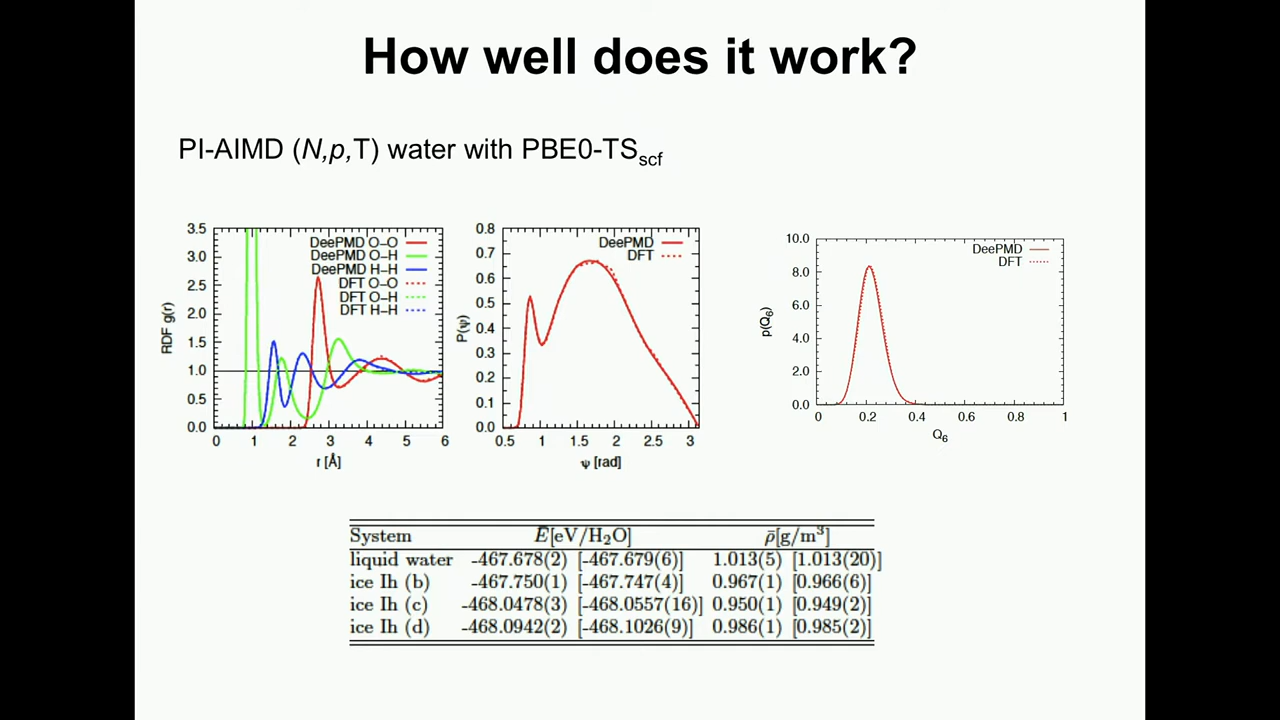 How well does it work?
PI-AIMD (N,p,T) water with PBE0-TSscf
3.5
3.0
2.5
2.0
1.5
1.0
0.5
0.0
RDF g(r)
DeePMD O–O
DeePMD O–H
DeePMD H–H
DFT O–O
DFT O–H
DFT H–H
0 1 2 3 4 5 6
r [Å]
0.8
0.7
0.6
0.5
0.4
0.3
0.2
0.1
0.0
P(ψ)
DeePMD
DFT
0.5 1 1.5 2 2.5 3
ψ [rad]
10.0
8.0
6.0
4.0
2.0
0.0
p(Q6)
DeePMD
DFT
0 0.2 0.4 0.6 0.8 1
Q6
System Ē[eV/H2O] ρ̄[g/m³]
liquid water -467.678(2) [-467.679(6)] 1.013(5) [1.013(20)]
ice Ih (b) -467.750(1) [-467.747(4)] 0.967(1) [0.966(6)]
ice Ih (c) -468.0478(3) [-468.0557(16)] 0.950(1) [0.949(2)]
ice Ih (d) -468.0942(2) [-468.1026(9)] 0.986(1) [0.985(2)]